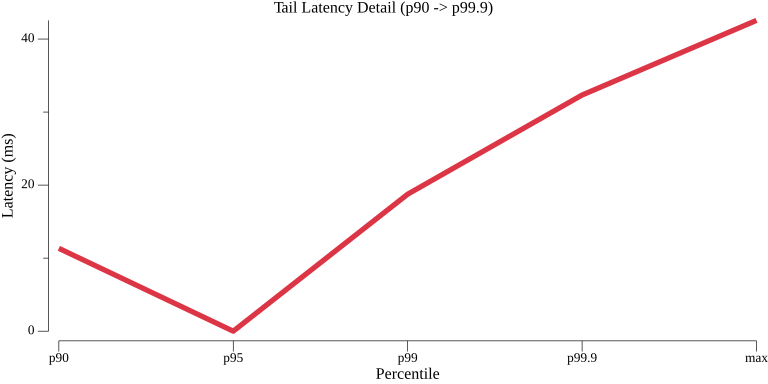 Tail Latency Detail (p90 -> p99.9)
40
20
0
Latency (ms)
p90 p95 p99 p99.9 max
Percentile